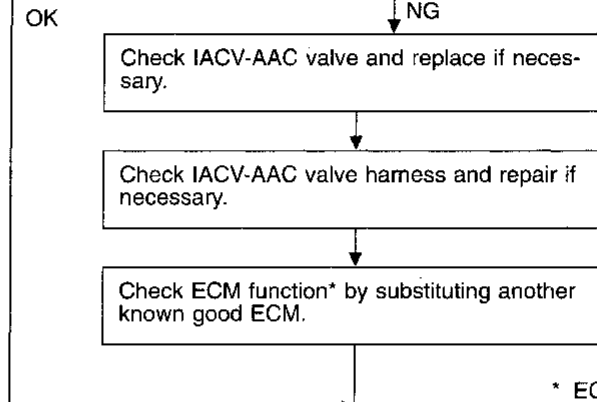 OK
NG
Check IACV-AAC valve and replace if neces-
sary.
Check IACV-AAC valve harness and repair if
necessary.
Check ECM function* by substituting another
known good ECM.
*